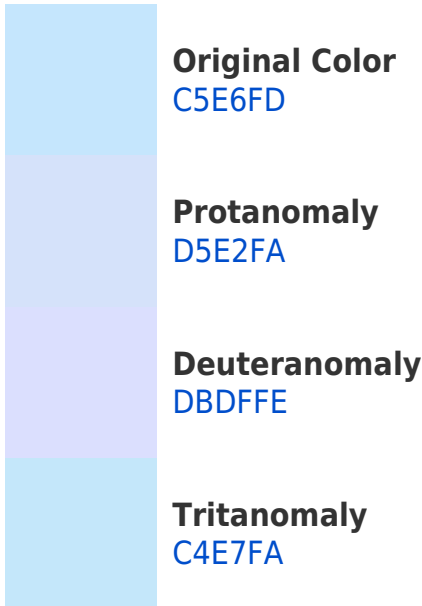 Original Color
C5E6FD
Protanomaly
D5E2FA
Deuteranomaly
DBDFFE
Tritanomaly
C4E7FA